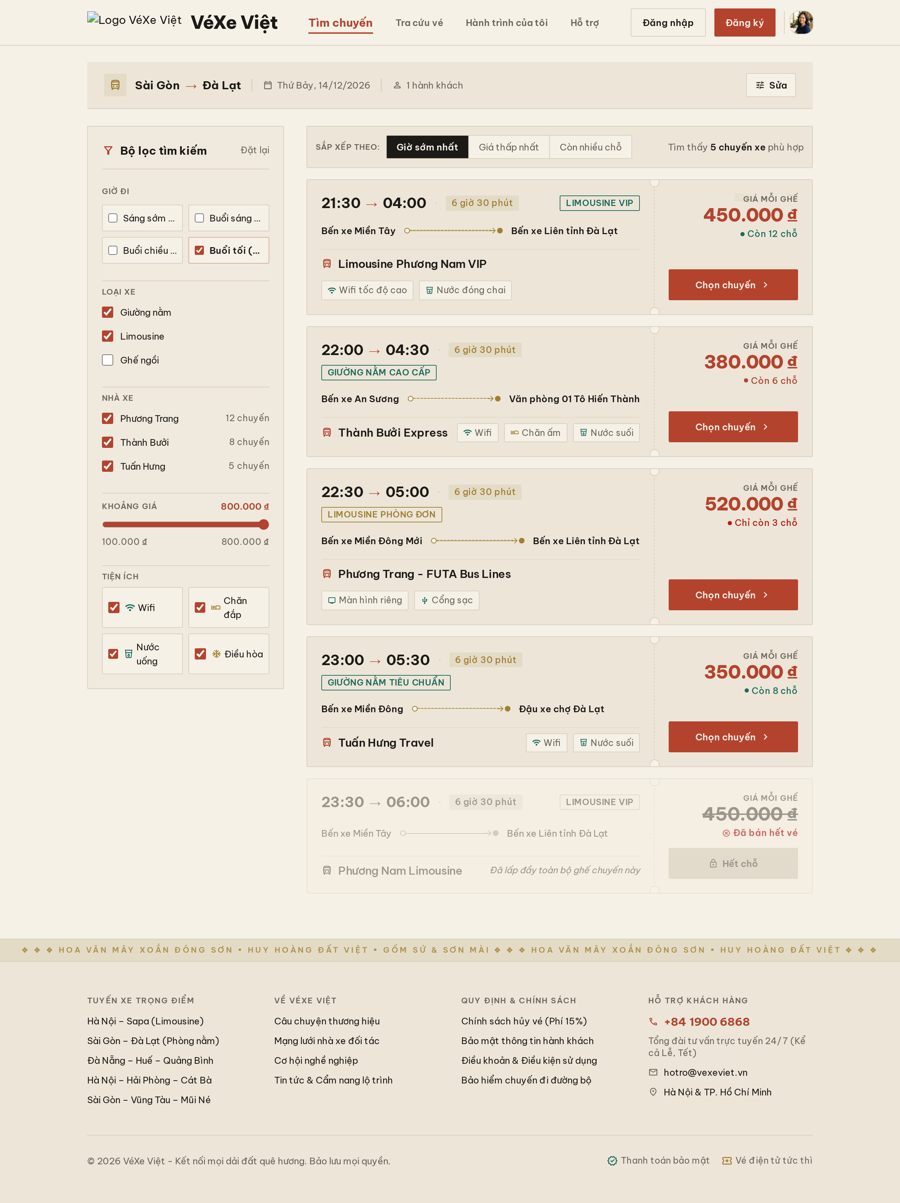 Logo VéXe Việt
VéXe Việt
Tìm chuyến
Tra cứu vé
Hành trình của tôi
Hỗ trợ
Đăng nhập
Đăng ký
Sài Gòn → Đà Lạt
Thứ Bảy, 14/12/2026
1 hành khách
Sửa
Bộ lọc tìm kiếm
Đặt lại
GIỜ ĐI
Sáng sớm ...
Buổi sáng ...
Buổi chiều ...
Buổi tối (...
LOẠI XE
Giường nằm
Limousine
Ghế ngồi
NHÀ XE
Phương Trang 12 chuyến
Thành Bưởi 8 chuyến
Tuấn Hưng 5 chuyến
KHOẢNG GIÁ 800.000 ₫
100.000 ₫ 800.000 ₫
TIỆN ÍCH
Wifi
Chăn
đắp
Nước
uống
Điều hòa
SẮP XẾP THEO:
Giờ sớm nhất
Giá thấp nhất
Còn nhiều chỗ
Tìm thấy 5 chuyến xe phù hợp
21:30 → 04:00 · 6 giờ 30 phút
LIMOUSINE VIP
Bến xe Miền Tây
Bến xe Liên tỉnh Đà Lạt
Limousine Phương Nam VIP
Wifi tốc độ cao
Nước đóng chai
GIÁ MỖI GHẾ
450.000 ₫
• Còn 12 chỗ
Chọn chuyến
22:00 → 04:30 · 6 giờ 30 phút
GIƯỜNG NẰM CAO CẤP
Bến xe An Sương
Văn phòng 01 Tô Hiến Thành
Thành Bưởi Express
Wifi
Chăn ấm
Nước suối
GIÁ MỖI GHẾ
380.000 ₫
• Còn 6 chỗ
Chọn chuyến
22:30 → 05:00 · 6 giờ 30 phút
LIMOUSINE PHÒNG ĐƠN
Bến xe Miền Đông Mới
Bến xe Liên tỉnh Đà Lạt
Phương Trang - FUTA Bus Lines
Màn hình riêng
Cổng sạc
GIÁ MỖI GHẾ
520.000 ₫
• Chỉ còn 3 chỗ
Chọn chuyến
23:00 → 05:30 · 6 giờ 30 phút
GIƯỜNG NẰM TIÊU CHUẨN
Bến xe Miền Đông
Đậu xe chợ Đà Lạt
Tuấn Hưng Travel
Wifi
Nước suối
GIÁ MỖI GHẾ
350.000 ₫
• Còn 8 chỗ
Chọn chuyến
23:30 → 06:00 · 6 giờ 30 phút
LIMOUSINE VIP
Bến xe Miền Tây
Bến xe Liên tỉnh Đà Lạt
Phương Nam Limousine
Đã lấp đầy toàn bộ ghế chuyến này
GIÁ MỖI GHẾ
450.000 ₫
Đã bán hết vé
Hết chỗ
❖ ❖ ❖ HOA VĂN MÂY XOẮN ĐÔNG SƠN • HUY HOÀNG ĐẤT VIỆT • GỐM SỨ & SƠN MÀI ❖ ❖ ❖ HOA VĂN MÂY XOẮN ĐÔNG SƠN • HUY HOÀNG ĐẤT VIỆT ❖ ❖ ❖
TUYẾN XE TRỌNG ĐIỂM
Hà Nội – Sapa (Limousine)
Sài Gòn – Đà Lạt (Phòng nằm)
Đà Nẵng – Huế – Quảng Bình
Hà Nội – Hải Phòng – Cát Bà
Sài Gòn – Vũng Tàu – Mũi Né
VỀ VÉXE VIỆT
Câu chuyện thương hiệu
Mạng lưới nhà xe đối tác
Cơ hội nghề nghiệp
Tin tức & Cẩm nang lộ trình
QUY ĐỊNH & CHÍNH SÁCH
Chính sách hủy vé (Phí 15%)
Bảo mật thông tin hành khách
Điều khoản & Điều kiện sử dụng
Bảo hiểm chuyến đi đường bộ
HỖ TRỢ KHÁCH HÀNG
+84 1900 6868
Tổng đài tư vấn trực tuyến 24/7 (Kể
cả Lễ, Tết)
hotro@vexeviet.vn
Hà Nội & TP. Hồ Chí Minh
© 2026 VéXe Việt – Kết nối mọi dải đất quê hương. Bảo lưu mọi quyền.
Thanh toán bảo mật
Vé điện tử tức thì